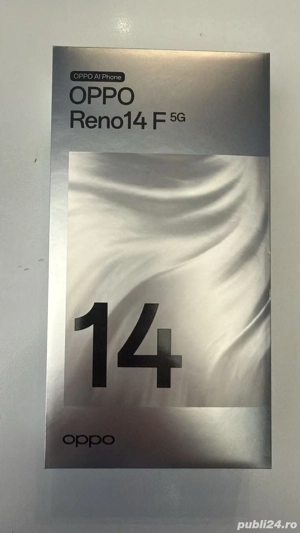 OPPO AI Phone
OPPO
Reno14 F 5G
14
oppo
publi24.ro